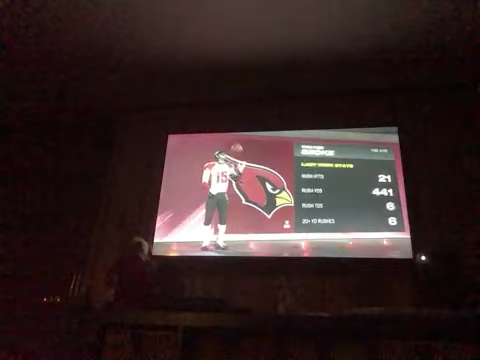 15
LAST WEEK STATS
RUSH ATTS 21
RUSH YDS 441
RUSH TDS 6
20+ YD RUSHES 6